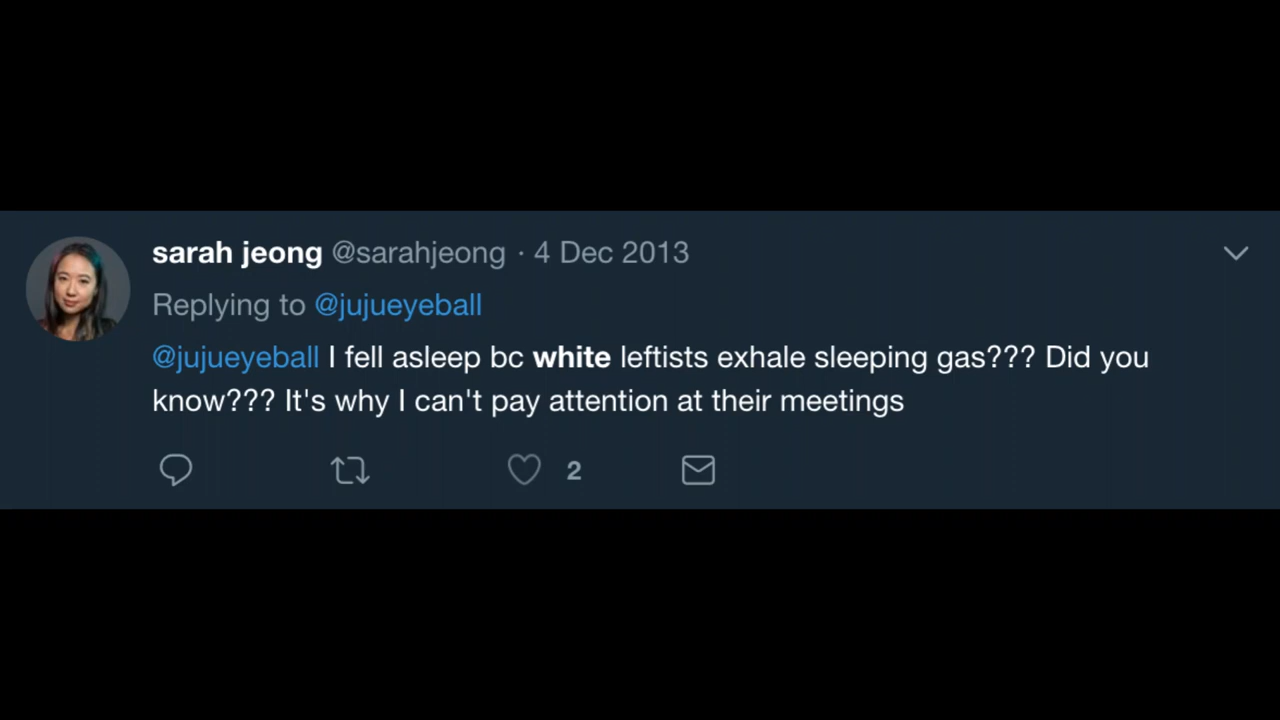 sarah jeong @sarahjeong · 4 Dec 2013
Replying to @jujueyeball
@jujueyeball I fell asleep bc white leftists exhale sleeping gas??? Did you
know??? It's why I can't pay attention at their meetings
2